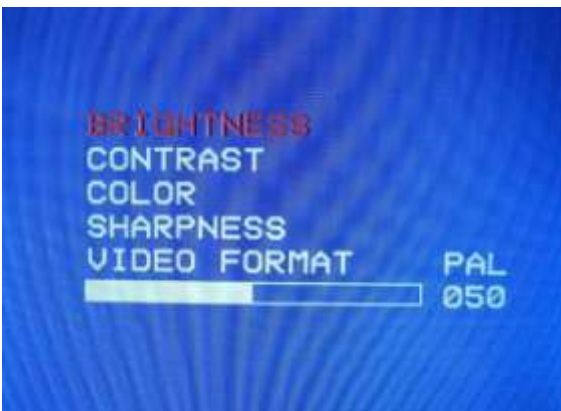 BRIGHTNESS
CONTRAST
COLOR
SHARPNESS
VIDEO FORMAT PAL
050